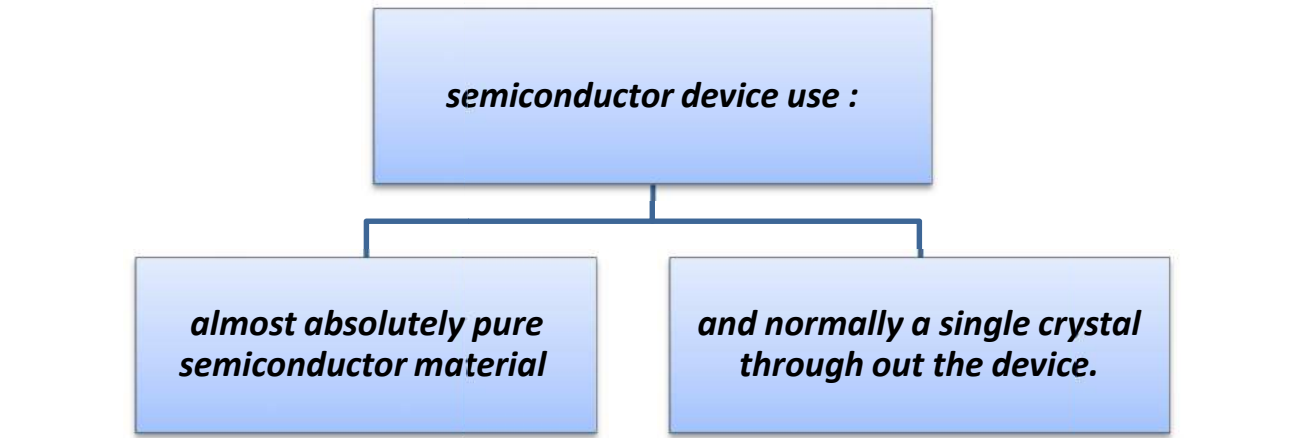 semiconductor device use :
almost absolutely pure
semiconductor material
and normally a single crystal
through out the device.